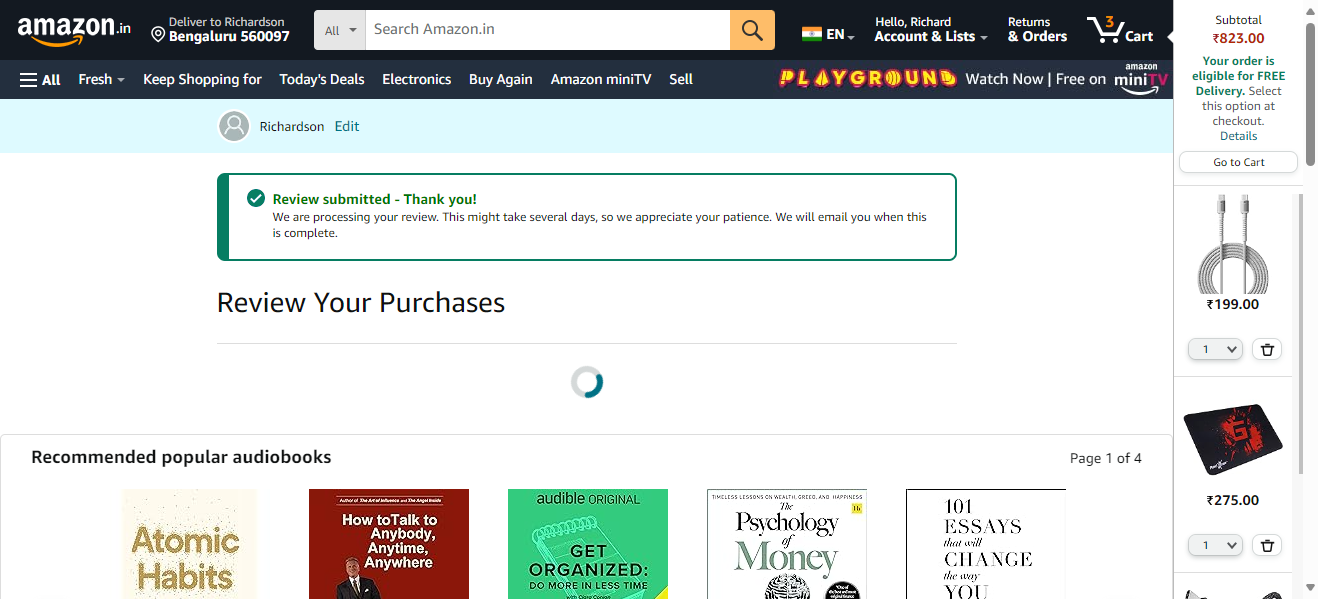 amazon.in
Deliver to Richardson
Bengaluru 560097
All
Search Amazon.in
EN
Hello, Richard
Account & Lists
Returns
& Orders
3
Cart
All
Fresh
Keep Shopping for
Today's Deals
Electronics
Buy Again
Amazon miniTV
Sell
PLAYGROUND
Watch Now | Free on
amazon
miniTV
Subtotal
₹823.00
Your order is
eligible for FREE
Delivery. Select
this option at
checkout.
Details
Go to Cart
Richardson Edit
Review submitted - Thank you!
We are processing your review. This might take several days, so we appreciate your patience. We will email you when this
is complete.
Review Your Purchases
₹199.00
1
₹275.00
1
Recommended popular audiobooks
Page 1 of 4
Atomic
Habits
Author of The Art of Influence and The Angel Inside
How to Talk to
Anybody,
Anytime,
Anywhere
audible ORIGINAL
GET
ORGANIZED:
DO MORE IN LESS TIME
TIMELESS LESSONS ON WEALTH, GREED, AND HAPPINESS
The
Psychology
of
Money
101
ESSAYS
that will
CHANGE
the way
YOU